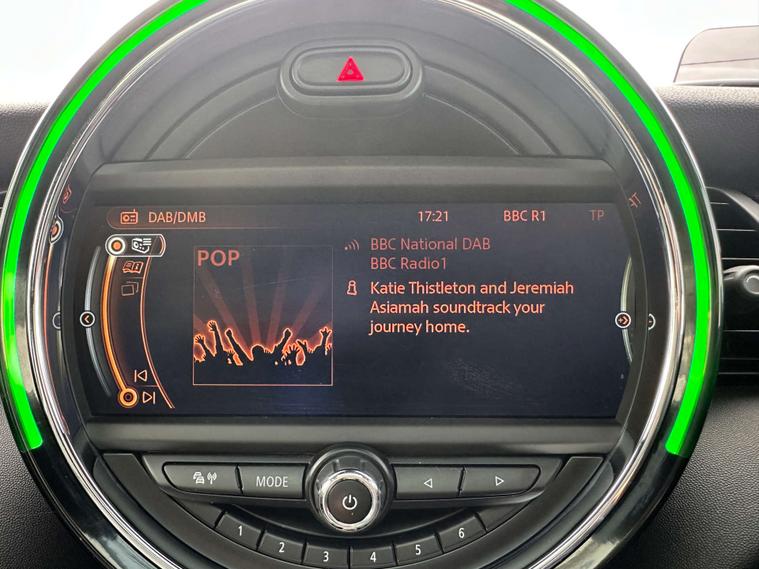 DAB/DMB 17:21 BBC R1 TP
POP
BBC National DAB
BBC Radio1
Katie Thistleton and Jeremiah
Asiamah soundtrack your
journey home.
MODE
1 2 3 4 5 6